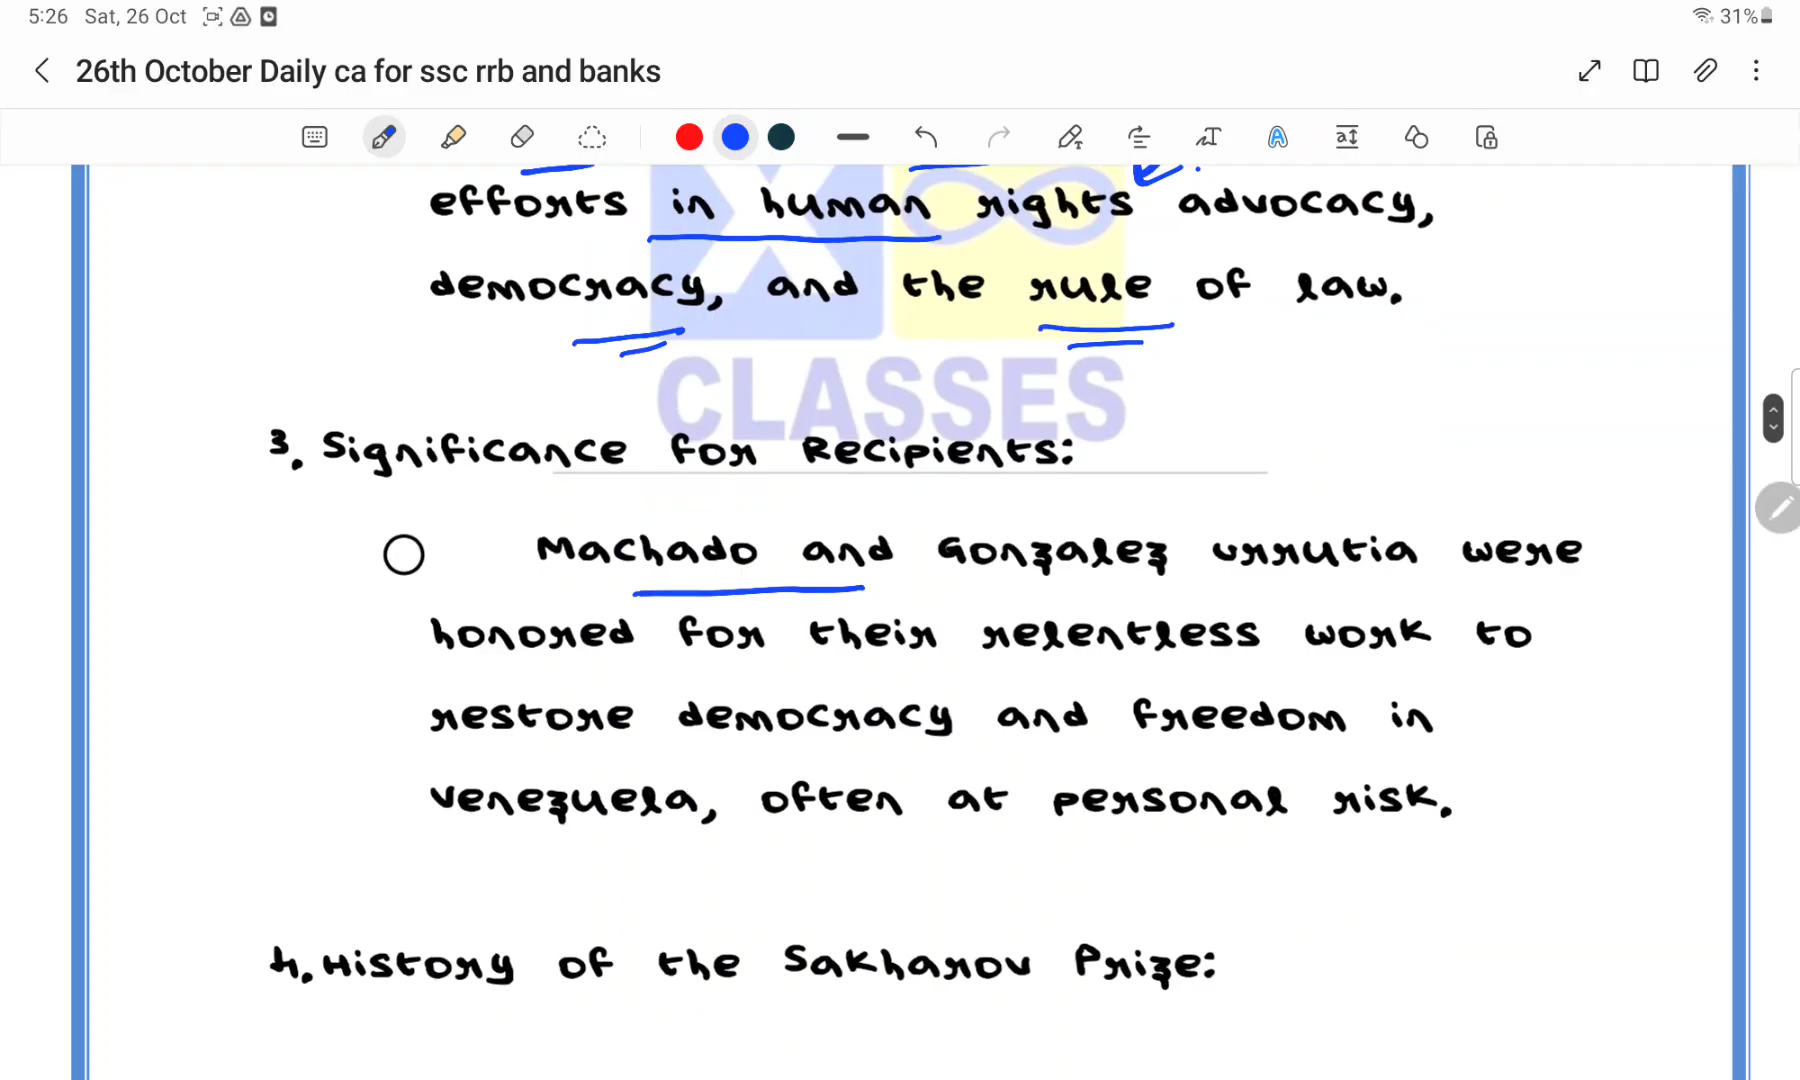 5:26 Sat, 26 Oct 31%
26th October Daily ca for ssc rrb and banks
efforts in human rights advocacy,
democracy, and the rule of law.
CLASSES
3. Significance for Recipients:
Machado and Gonzalez urrutia were
honored for their relentless work to
restore democracy and freedom in
venezuela, often at personal risk.
4. History of the Sakharov Prize: